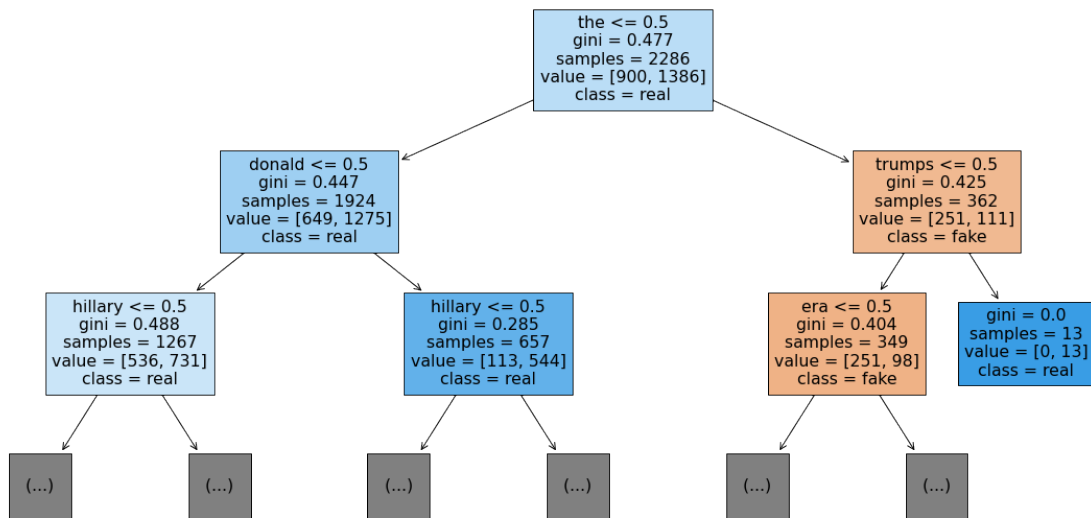 the <= 0.5
gini = 0.477
samples = 2286
value = [900, 1386]
class = real
donald <= 0.5
gini = 0.447
samples = 1924
value = [649, 1275]
class = real
trumps <= 0.5
gini = 0.425
samples = 362
value = [251, 111]
class = fake
hillary <= 0.5
gini = 0.488
samples = 1267
value = [536, 731]
class = real
hillary <= 0.5
gini = 0.285
samples = 657
value = [113, 544]
class = real
era <= 0.5
gini = 0.404
samples = 349
value = [251, 98]
class = fake
gini = 0.0
samples = 13
value = [0, 13]
class = real
(...)
(...)
(...)
(...)
(...)
(...)